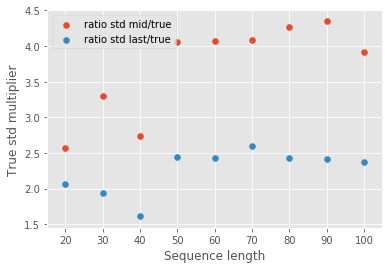 4.5
4.0
3.5
3.0
2.5
2.0
1.5
True std multiplier
ratio std mid/true
ratio std last/true
20 30 40 50 60 70 80 90 100
Sequence length